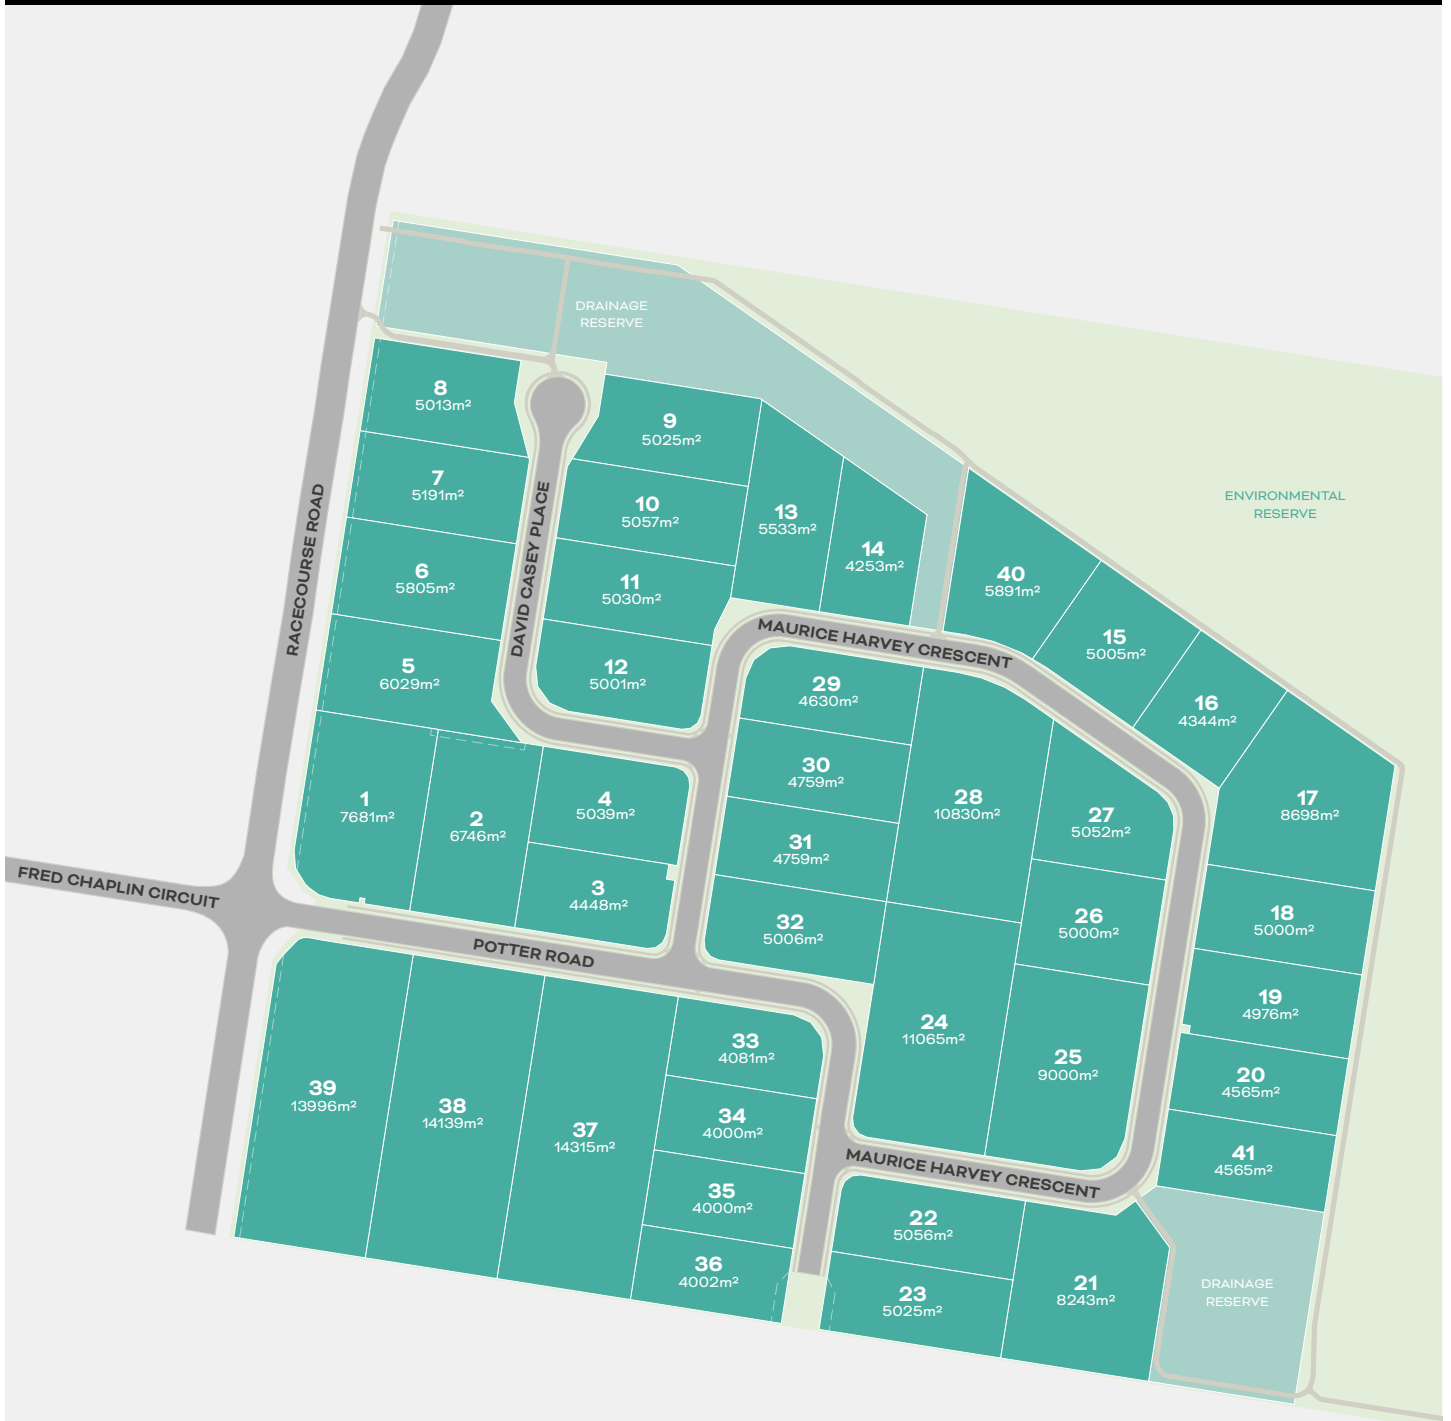 DRAINAGE
RESERVE
8
5013m²
9
5025m²
7
5191m²
10
5057m²
13
5533m²
14
4253m²
ENVIRONMENTAL
RESERVE
6
5805m²
11
5030m²
40
5891m²
RACECOURSE ROAD
DAVID CASEY PLACE
MAURICE HARVEY CRESCENT
15
5005m²
5
6029m²
12
5001m²
29
4630m²
16
4344m²
30
4759m²
1
7681m²
2
6746m²
4
5039m²
28
10830m²
27
5052m²
17
8698m²
31
4759m²
3
4448m²
FRED CHAPLIN CIRCUIT
32
5006m²
26
5000m²
18
5000m²
POTTER ROAD
19
4976m²
24
11065m²
33
4081m²
25
9000m²
20
4565m²
39
13996m²
38
14139m²
37
14315m²
34
4000m²
41
4565m²
MAURICE HARVEY CRESCENT
35
4000m²
22
5056m²
36
4002m²
23
5025m²
21
8243m²
DRAINAGE
RESERVE